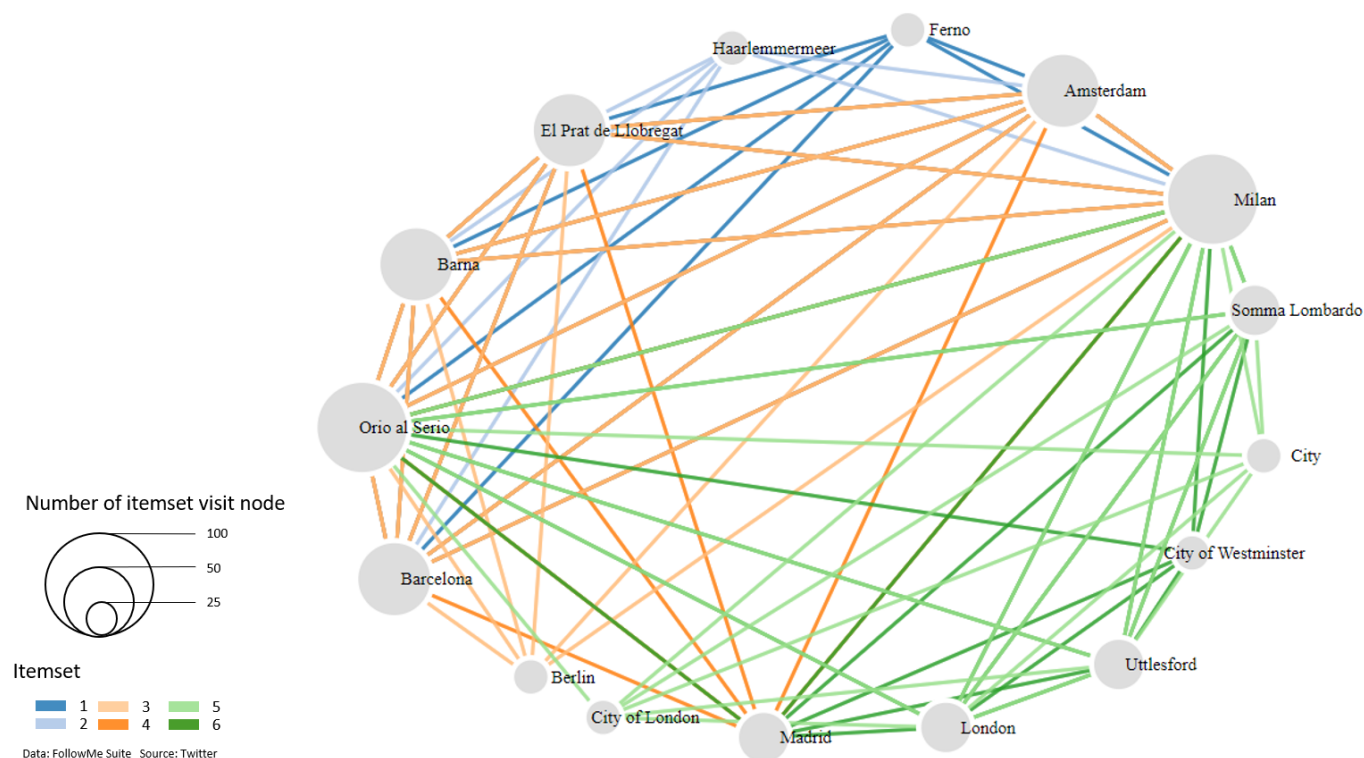 Ferno
Haarlemmermeer
Amsterdam
El Prat de Llobregat
Milan
Barna
Somma Lombardo
Orio al Serio
City
Number of itemset visit node
100
50
25
City of Westminster
Barcelona
Uttlesford
Berlin
City of London
London
Madrid
Itemset
1 3 5
2 4 6
Data: FollowMe Suite Source: Twitter